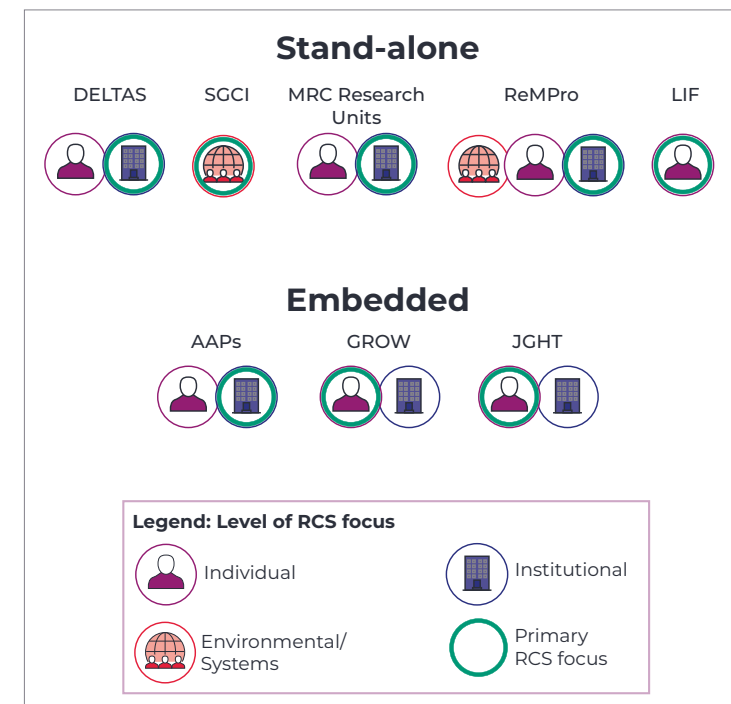 Stand-alone
DELTAS
SGCI
MRC Research
Units
ReMPro
LIF
Embedded
AAPs
GROW
JGHT
Legend: Level of RCS focus
Individual
Institutional
Environmental/
Systems
Primary
RCS focus